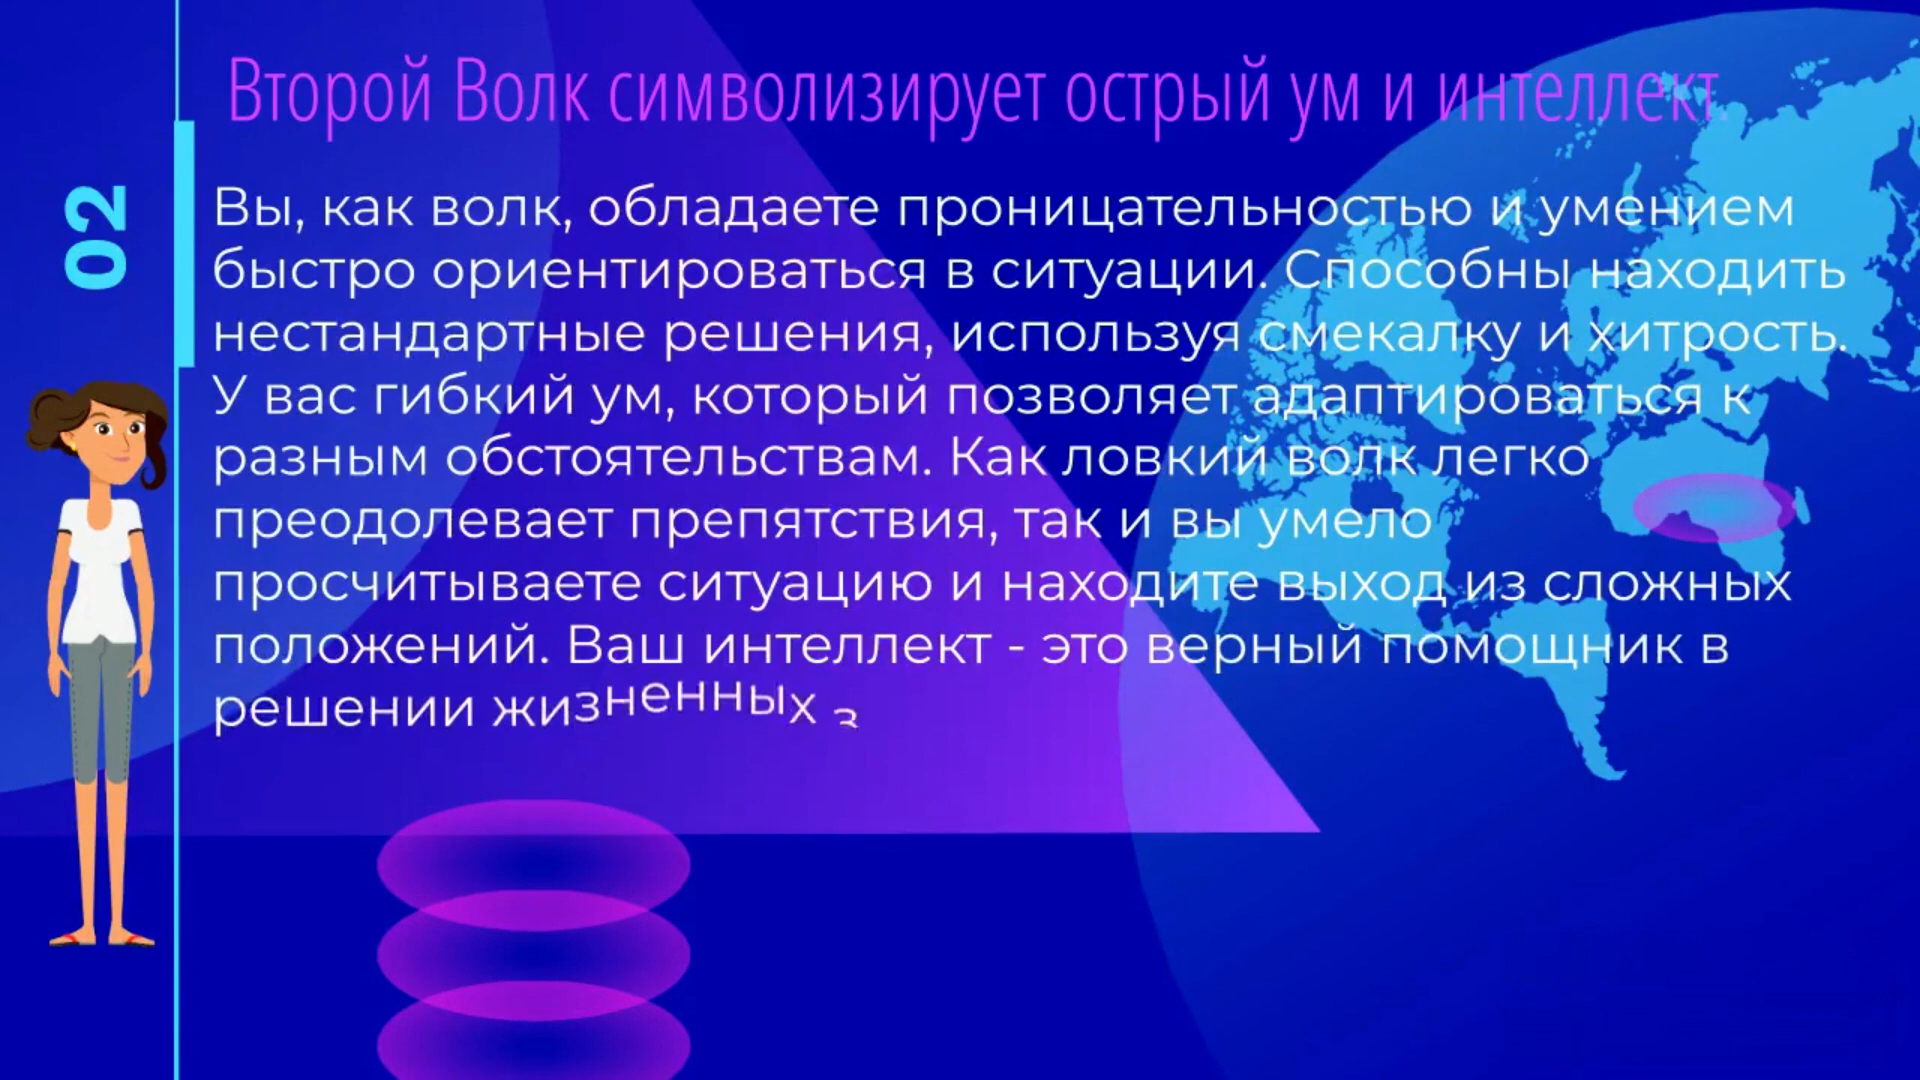 Второй Волк символизирует острый ум и интеллект.
02
Вы, как волк, обладаете проницательностью и умением
быстро ориентироваться в ситуации. Способны находить
нестандартные решения, используя смекалку и хитрость.
У вас гибкий ум, который позволяет адаптироваться к
разным обстоятельствам. Как ловкий волк легко
преодолевает препятствия, так и вы умело
просчитываете ситуацию и находите выход из сложных
положений. Ваш интеллект - это верный помощник в
решении жизненных з